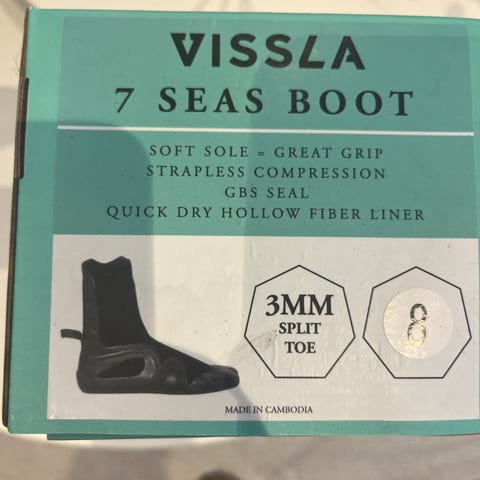 VISSLA
7 SEAS BOOT
SOFT SOLE = GREAT GRIP
STRAPLESS COMPRESSION
GBS SEAL
QUICK DRY HOLLOW FIBER LINER
3MM
SPLIT
TOE
8
MADE IN CAMBODIA